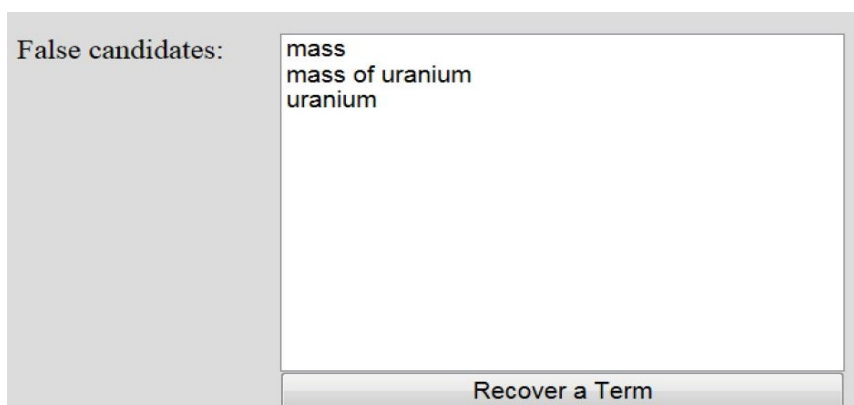 False candidates:
mass
mass of uranium
uranium
Recover a Term